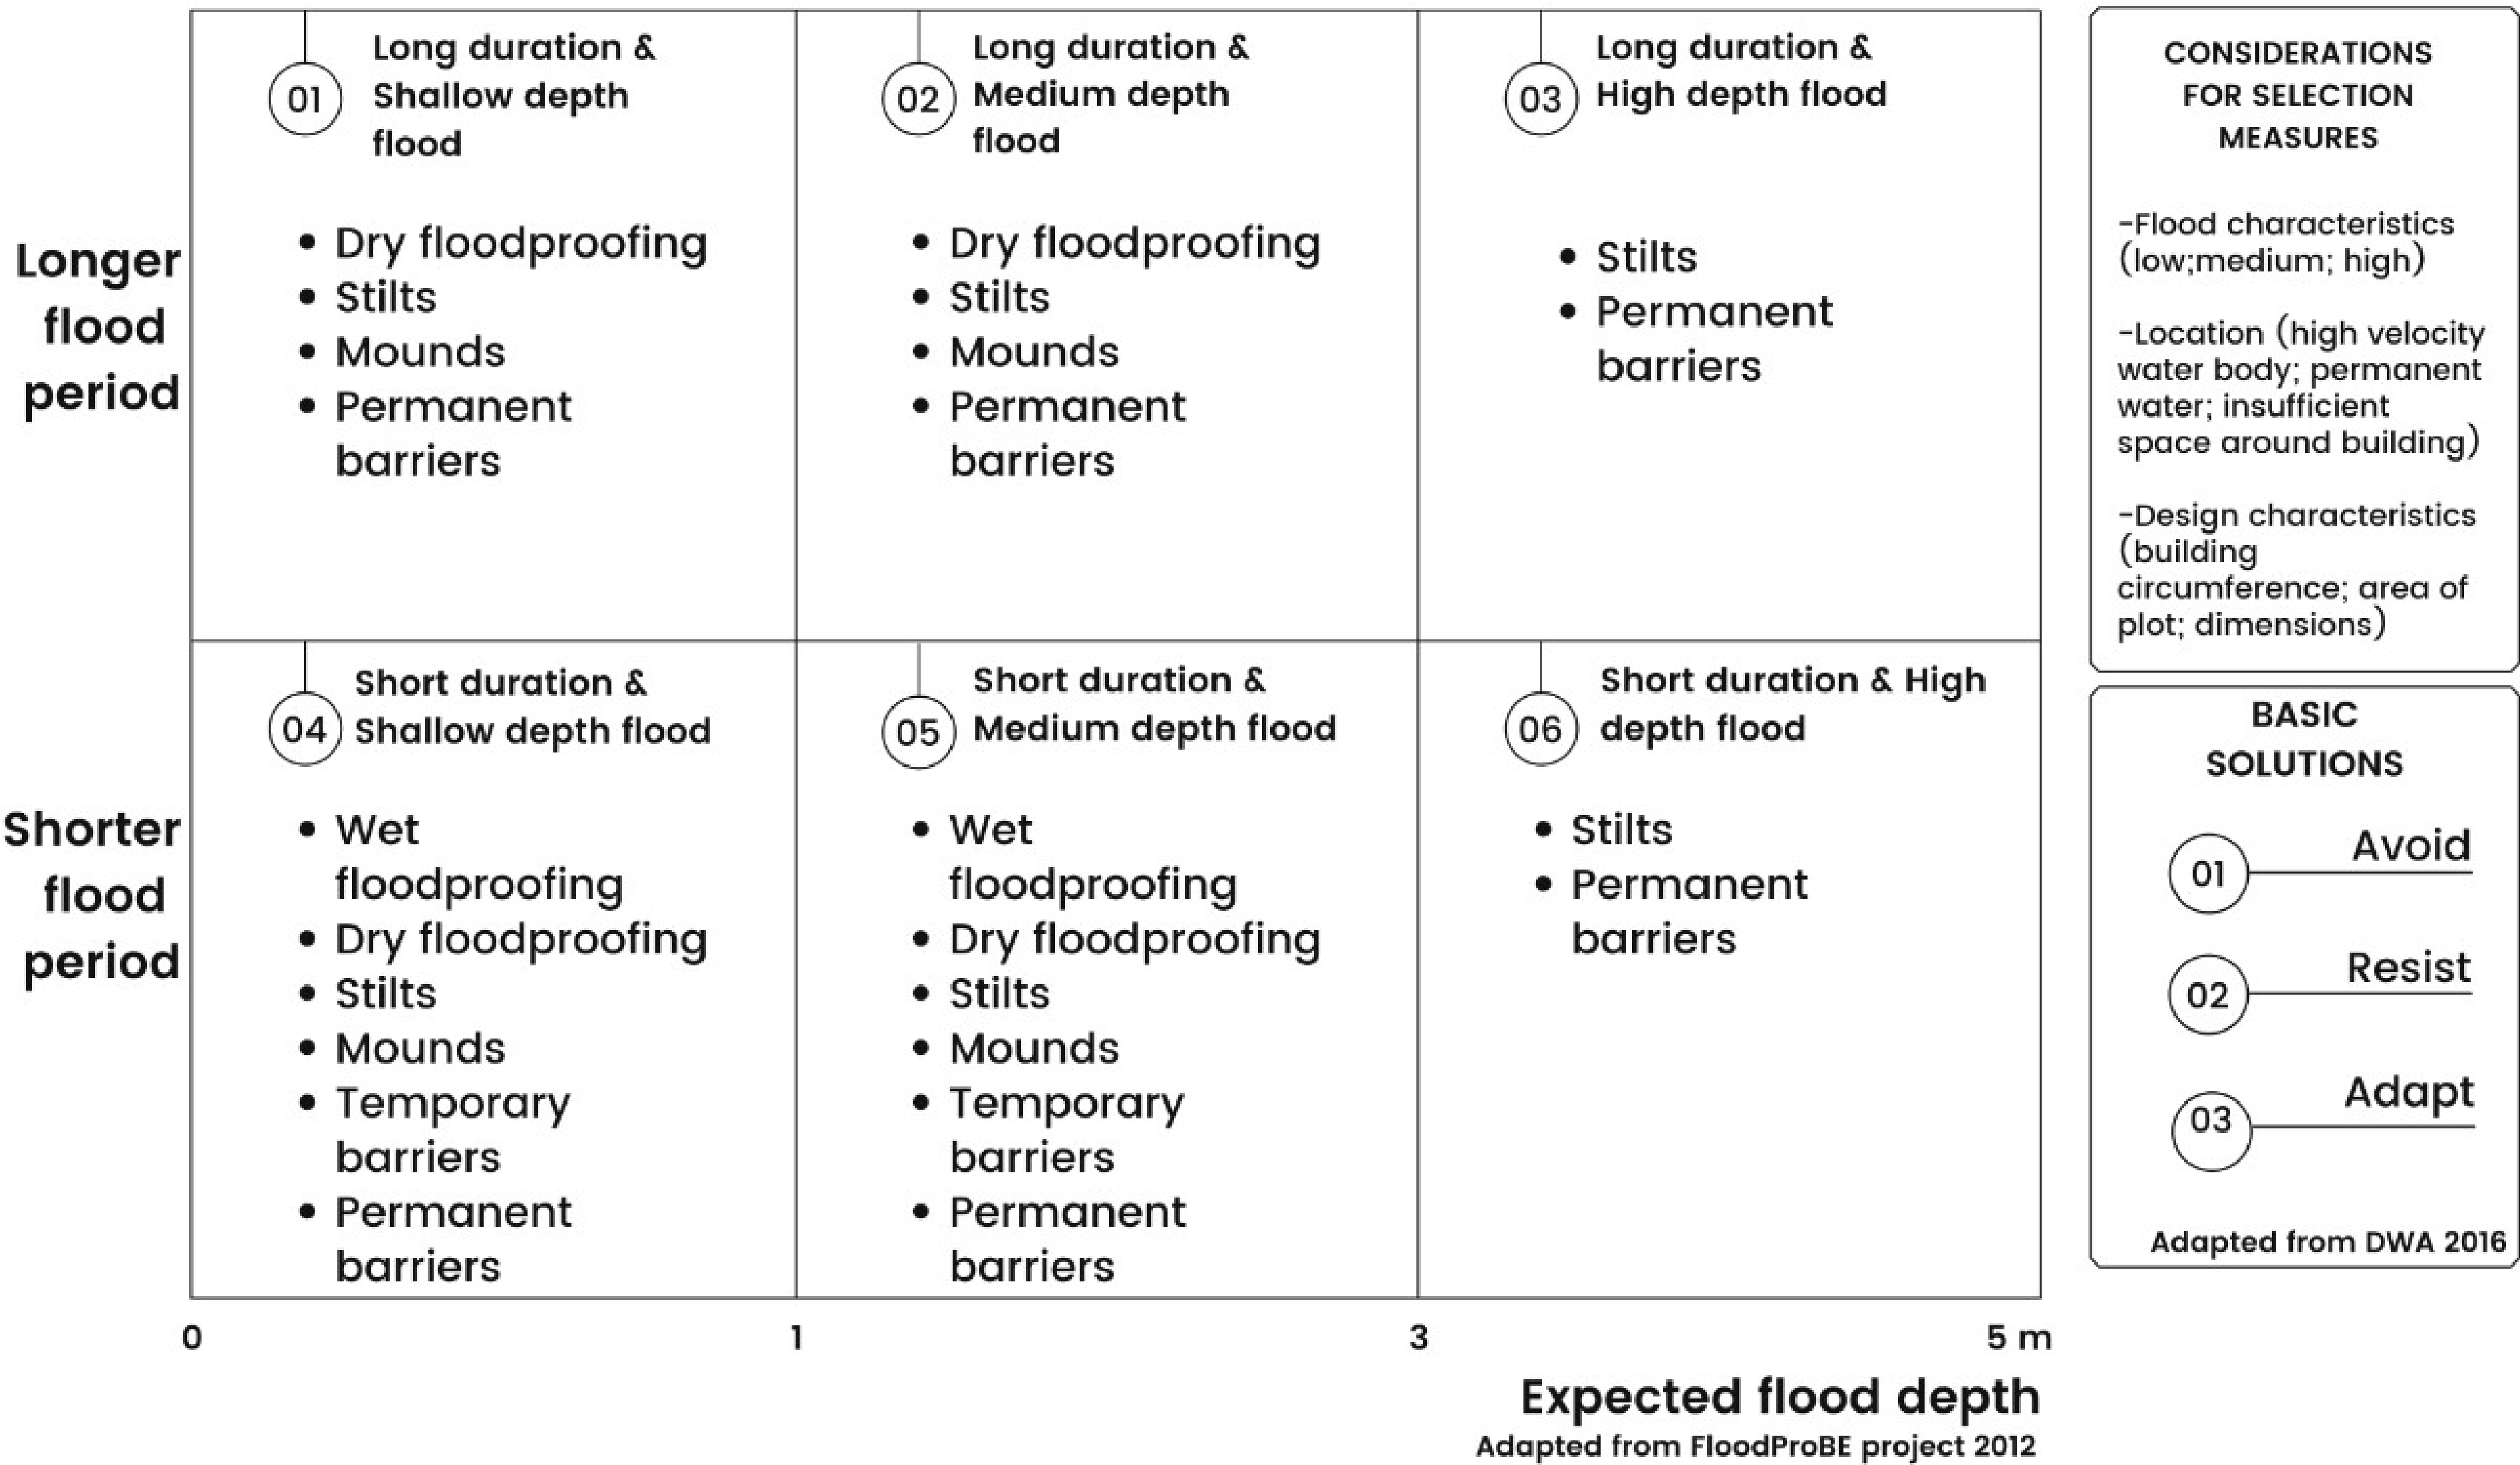 Longer
flood
period
01
Long duration &
Shallow depth
flood
• Dry floodproofing
• Stilts
• Mounds
• Permanent
barriers
02
Long duration &
Medium depth
flood
• Dry floodproofing
• Stilts
• Mounds
• Permanent
barriers
03
Long duration &
High depth flood
• Stilts
• Permanent
barriers
Shorter
flood
period
04
Short duration &
Shallow depth flood
• Wet
floodproofing
• Dry floodproofing
• Stilts
• Mounds
• Temporary
barriers
• Permanent
barriers
05
Short duration &
Medium depth flood
• Wet
floodproofing
• Dry floodproofing
• Stilts
• Mounds
• Temporary
barriers
• Permanent
barriers
06
Short duration & High
depth flood
• Stilts
• Permanent
barriers
0 1 3 5 m
Expected flood depth
Adapted from FloodProBE project 2012
CONSIDERATIONS
FOR SELECTION
MEASURES
-Flood characteristics
(low;medium; high)
-Location (high velocity
water body; permanent
water; insufficient
space around building)
-Design characteristics
(building
circumference; area of
plot; dimensions)
BASIC
SOLUTIONS
01 Avoid
02 Resist
03 Adapt
Adapted from DWA 2016